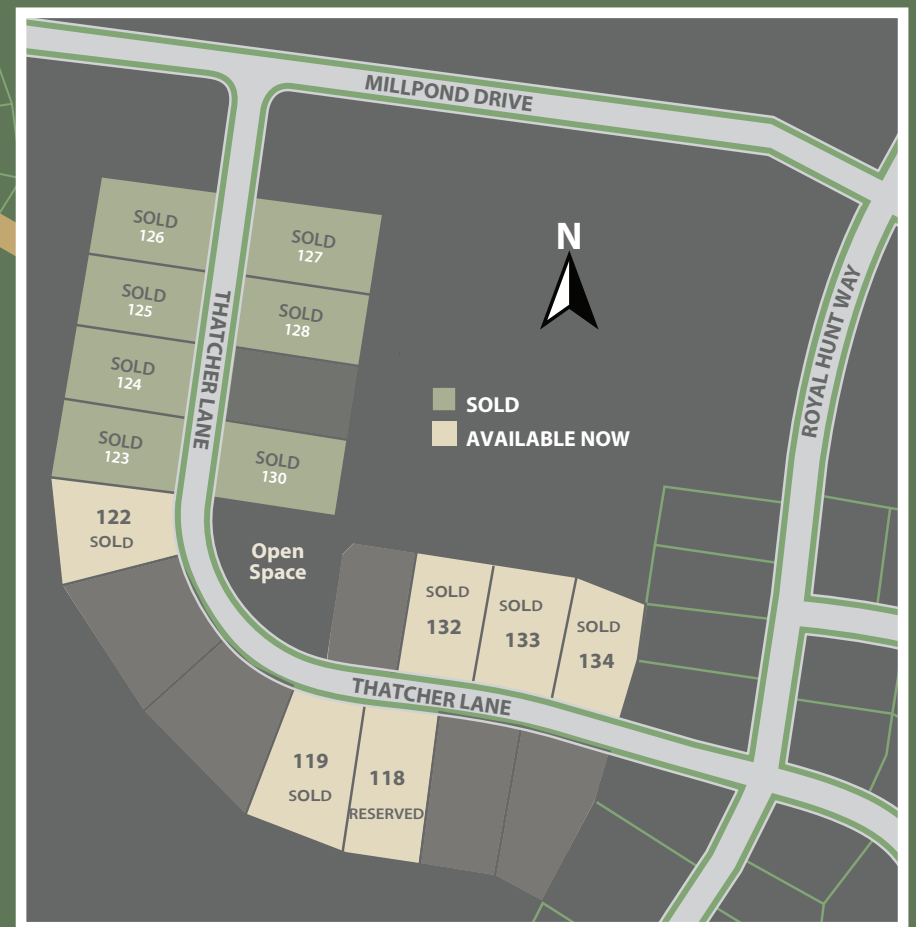 MILLPOND DRIVE
SOLD
126
SOLD
127
N
SOLD
125
SOLD
128
THATCHER LANE
ROYAL HUNT WAY
SOLD
124
SOLD
AVAILABLE NOW
SOLD
123
SOLD
130
122
SOLD
Open
Space
SOLD
132
SOLD
133
SOLD
134
THATCHER LANE
119
SOLD
118
RESERVED